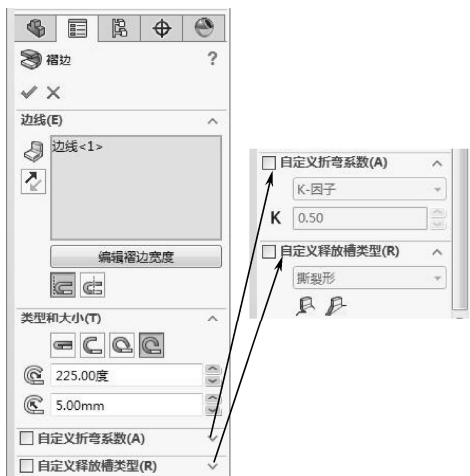 褶边
?
边线(E)
边线<1>
编辑褶边宽度
类型和大小(T)
225.00度
5.00mm
自定义折弯系数(A)
自定义释放槽类型(R)
自定义折弯系数(A)
K-因子
K 0.50
自定义释放槽类型(R)
撕裂形